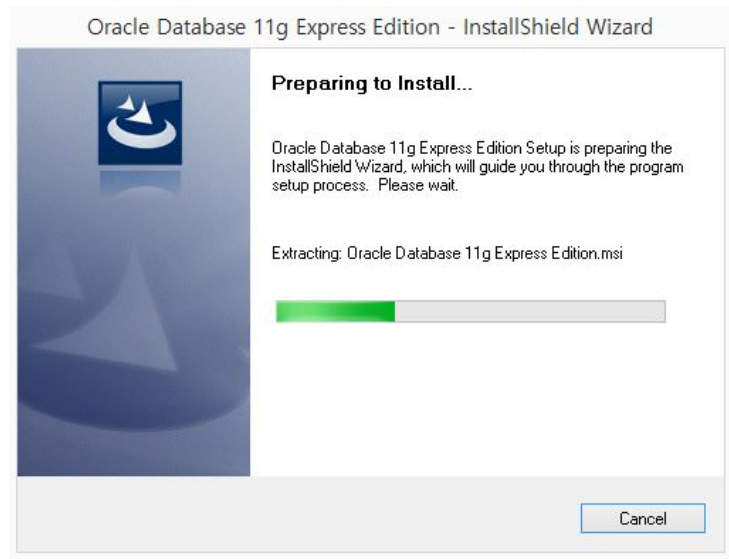 Oracle Database 11g Express Edition - InstallShield Wizard
Preparing to Install...
Oracle Database 11g Express Edition Setup is preparing the
InstallShield Wizard, which will guide you through the program
setup process.  Please wait.
Extracting: Oracle Database 11g Express Edition.msi
Cancel